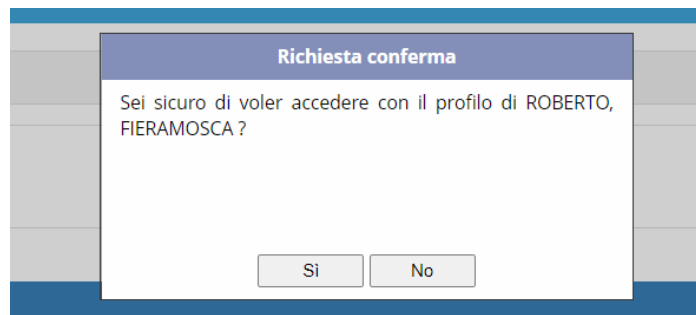 Richiesta conferma
Sei sicuro di voler accedere con il profilo di ROBERTO,
FIERAMOSCA ?
Sì
No